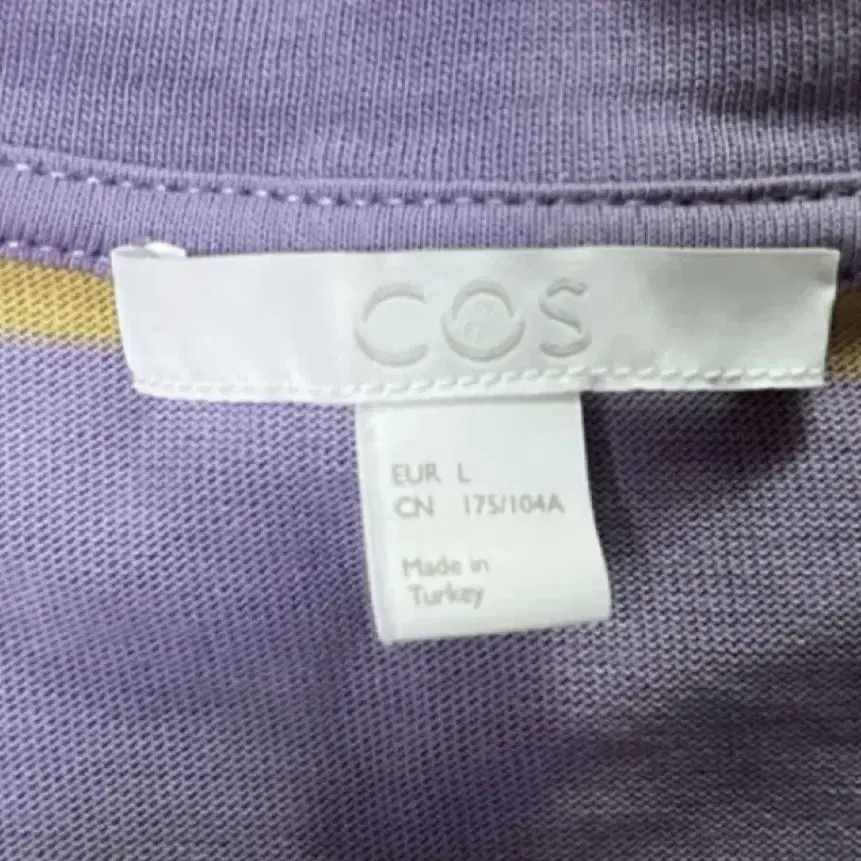 COS
EUR L
CN 175/104A
Made in
Turkey